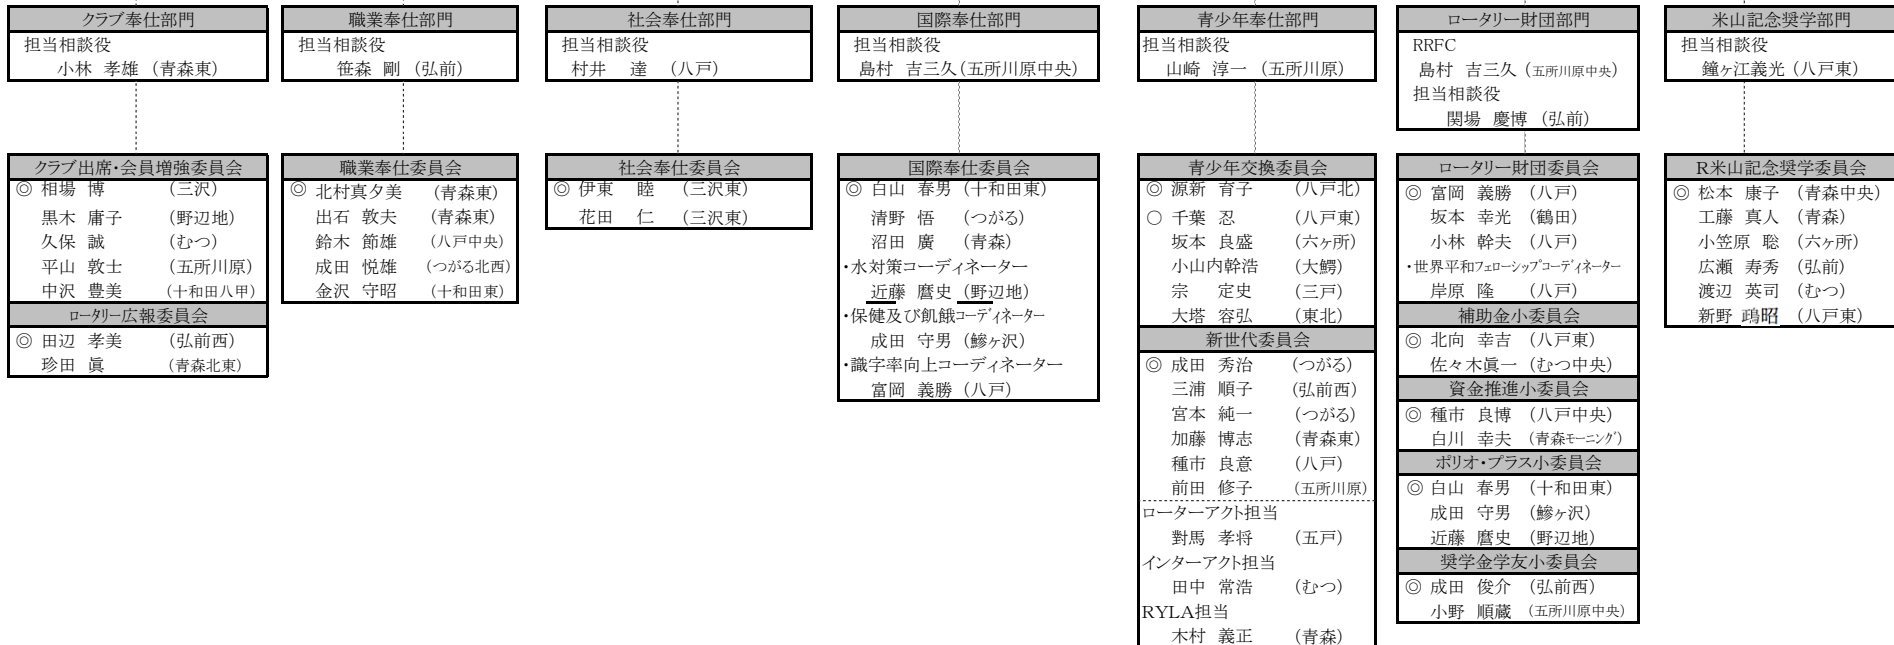 クラブ奉仕部門
担当相談役
小林 孝雄 （青森東）
クラブ出席・会員増強委員会
◎ 相場 博 （三沢）
黒木 庸子 （野辺地）
久保 誠 （むつ）
平山 敦士 （五所川原）
中沢 豊美 （十和田八甲）
ロータリー広報委員会
◎ 田辺 孝美 （弘前西）
珍田 眞 （青森北東）
職業奉仕部門
担当相談役
笹森 剛 （弘前）
職業奉仕委員会
◎ 北村真夕美 （青森東）
出石 敦夫 （青森東）
鈴木 節雄 （八戸中央）
成田 悦雄 （つがる北西）
金沢 守昭 （十和田東）
社会奉仕部門
担当相談役
村井 達 （八戸）
社会奉仕委員会
◎ 伊東 睦 （三沢東）
花田 仁 （三沢東）
国際奉仕部門
担当相談役
島村 吉三久（五所川原中央）
国際奉仕委員会
◎ 白山 春男 （十和田東）
清野 悟 （つがる）
沼田 廣 （青森）
・水対策コーディネーター
近藤 麿史 （野辺地）
・保健及び飢餓コーディネーター
成田 守男 （鰺ヶ沢）
・識字率向上コーディネーター
富岡 義勝 （八戸）
青少年奉仕部門
担当相談役
山崎 淳一 （五所川原）
青少年交換委員会
◎ 源新 育子 （八戸北）
○ 千葉 忍 （八戸東）
坂本 良盛 （六ヶ所）
小山内幹浩 （大鰐）
宗 定史 （三戸）
大塔 容弘 （東北）
新世代委員会
◎ 成田 秀治 （つがる）
三浦 順子 （弘前西）
宮本 純一 （つがる）
加藤 博志 （青森東）
種市 良意 （八戸）
前田 修子 （五所川原）
ローターアクト担当
對馬 孝将 （五戸）
インターアクト担当
田中 常浩 （むつ）
RYLA担当
木村 義正 （青森）
ロータリー財団部門
RRFC
島村 吉三久 （五所川原中央）
担当相談役
関場 慶博 （弘前）
ロータリー財団委員会
◎ 富岡 義勝 （八戸）
坂本 幸光 （鶴田）
小林 幹夫 （八戸）
・世界平和フェローシップコーディネーター
岸原 隆 （八戸）
補助金小委員会
◎ 北向 幸吉 （八戸東）
佐々木眞一 （むつ中央）
資金推進小委員会
◎ 種市 良博 （八戸中央）
白川 幸夫 （青森モーニング）
ポリオ・プラス小委員会
◎ 白山 春男 （十和田東）
成田 守男 （鰺ヶ沢）
近藤 麿史 （野辺地）
奨学金学友小委員会
◎ 成田 俊介 （弘前西）
小野 順蔵 （五所川原中央）
米山記念奨学部門
担当相談役
鐘ヶ江義光 （八戸東）
R米山記念奨学委員会
◎ 松本 康子 （青森中央）
工藤 真人 （青森）
小笠原 聡 （六ヶ所）
広瀬 寿秀 （弘前）
渡辺 英司 （むつ）
新野 （八戸東）